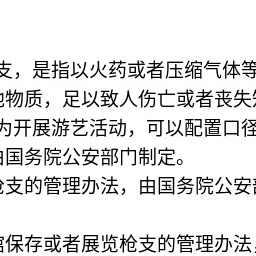 支，是指以火药或者压缩气体等
他物质，足以致人伤亡或者丧失知
为开展游艺活动，可以配置口径
由国务院公安部门制定。
枪支的管理办法，由国务院公安部
馆保存或者展览枪支的管理办法，